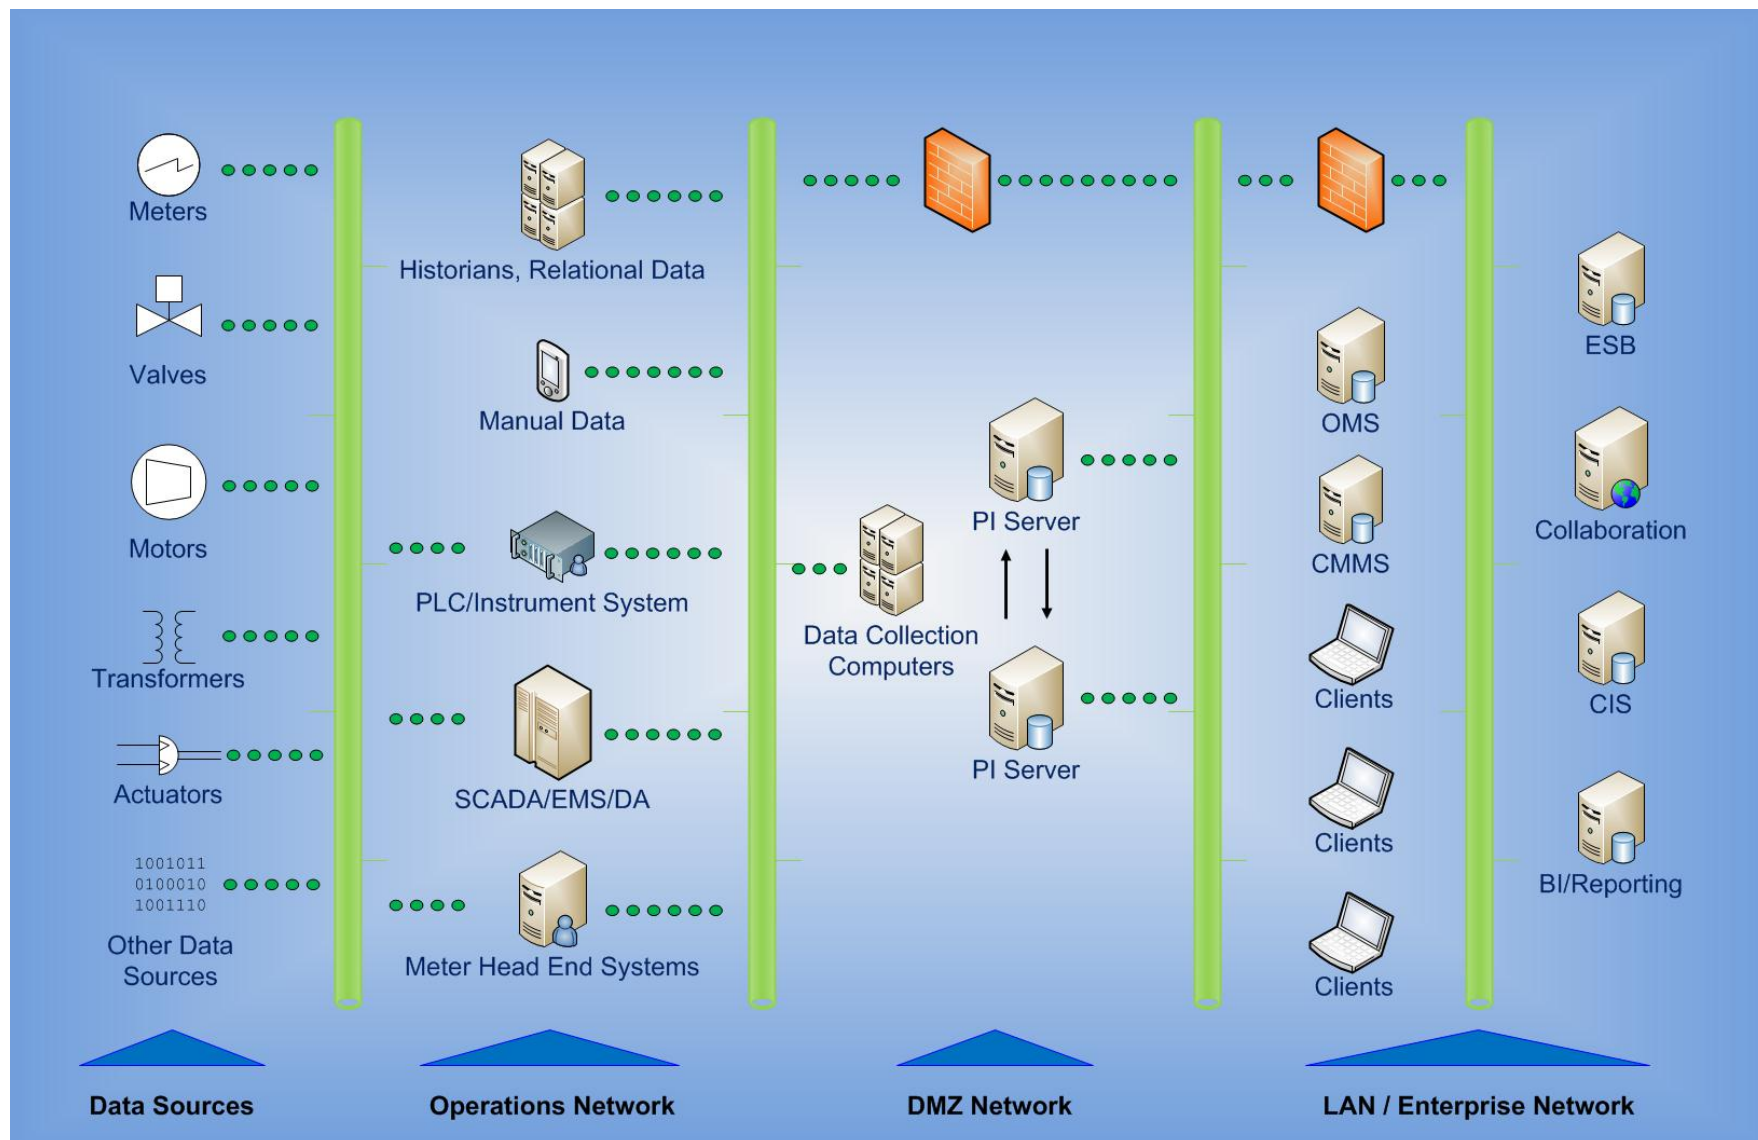 Meters
Valves
Motors
Transformers
Actuators
1001011
0100010
1001110
Other Data
Sources
Historians, Relational Data
Manual Data
PLC/Instrument System
SCADA/EMS/DA
Meter Head End Systems
Data Collection
Computers
PI Server
PI Server
OMS
CMMS
Clients
Clients
Clients
ESB
Collaboration
CIS
BI/Reporting
Data Sources
Operations Network
DMZ Network
LAN / Enterprise Network